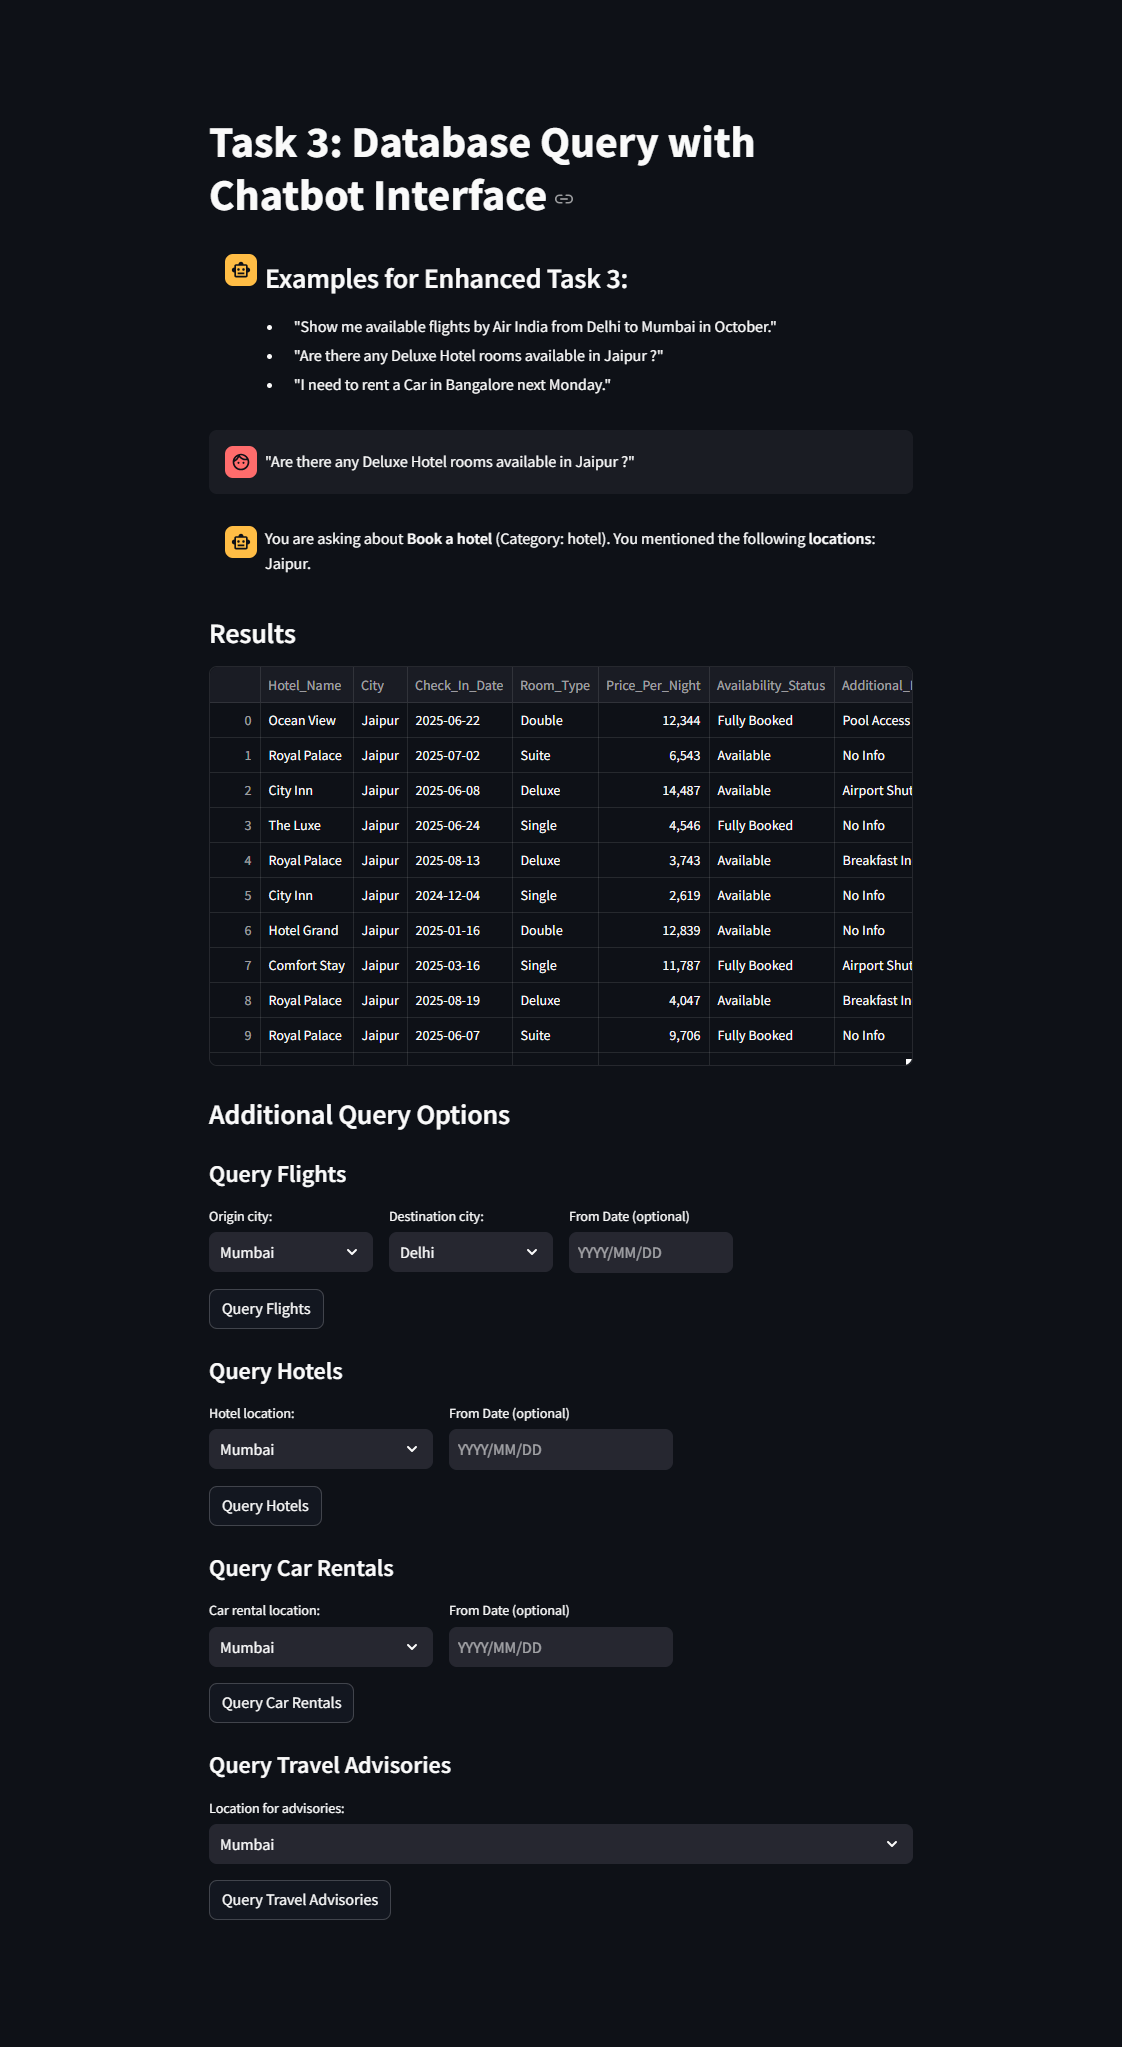 Task 3: Database Query with
Chatbot Interface
Examples for Enhanced Task 3:
• "Show me available flights by Air India from Delhi to Mumbai in October."
• "Are there any Deluxe Hotel rooms available in Jaipur ?"
• "I need to rent a Car in Bangalore next Monday."
"Are there any Deluxe Hotel rooms available in Jaipur ?"
You are asking about Book a hotel (Category: hotel). You mentioned the following locations:
Jaipur.
Results
Hotel_Name City Check_In_Date Room_Type Price_Per_Night Availability_Status Additional_
0 Ocean View Jaipur 2025-06-22 Double 12,344 Fully Booked Pool Access
1 Royal Palace Jaipur 2025-07-02 Suite 6,543 Available No Info
2 City Inn Jaipur 2025-06-08 Deluxe 14,487 Available Airport Shut
3 The Luxe Jaipur 2025-06-24 Single 4,546 Fully Booked No Info
4 Royal Palace Jaipur 2025-08-13 Deluxe 3,743 Available Breakfast In
5 City Inn Jaipur 2024-12-04 Single 2,619 Available No Info
6 Hotel Grand Jaipur 2025-01-16 Double 12,839 Available No Info
7 Comfort Stay Jaipur 2025-03-16 Single 11,787 Fully Booked Airport Shut
8 Royal Palace Jaipur 2025-08-19 Deluxe 4,047 Available Breakfast In
9 Royal Palace Jaipur 2025-06-07 Suite 9,706 Fully Booked No Info
Additional Query Options
Query Flights
Origin city: Destination city: From Date (optional)
Mumbai Delhi YYYY/MM/DD
Query Flights
Query Hotels
Hotel location: From Date (optional)
Mumbai YYYY/MM/DD
Query Hotels
Query Car Rentals
Car rental location: From Date (optional)
Mumbai YYYY/MM/DD
Query Car Rentals
Query Travel Advisories
Location for advisories:
Mumbai
Query Travel Advisories